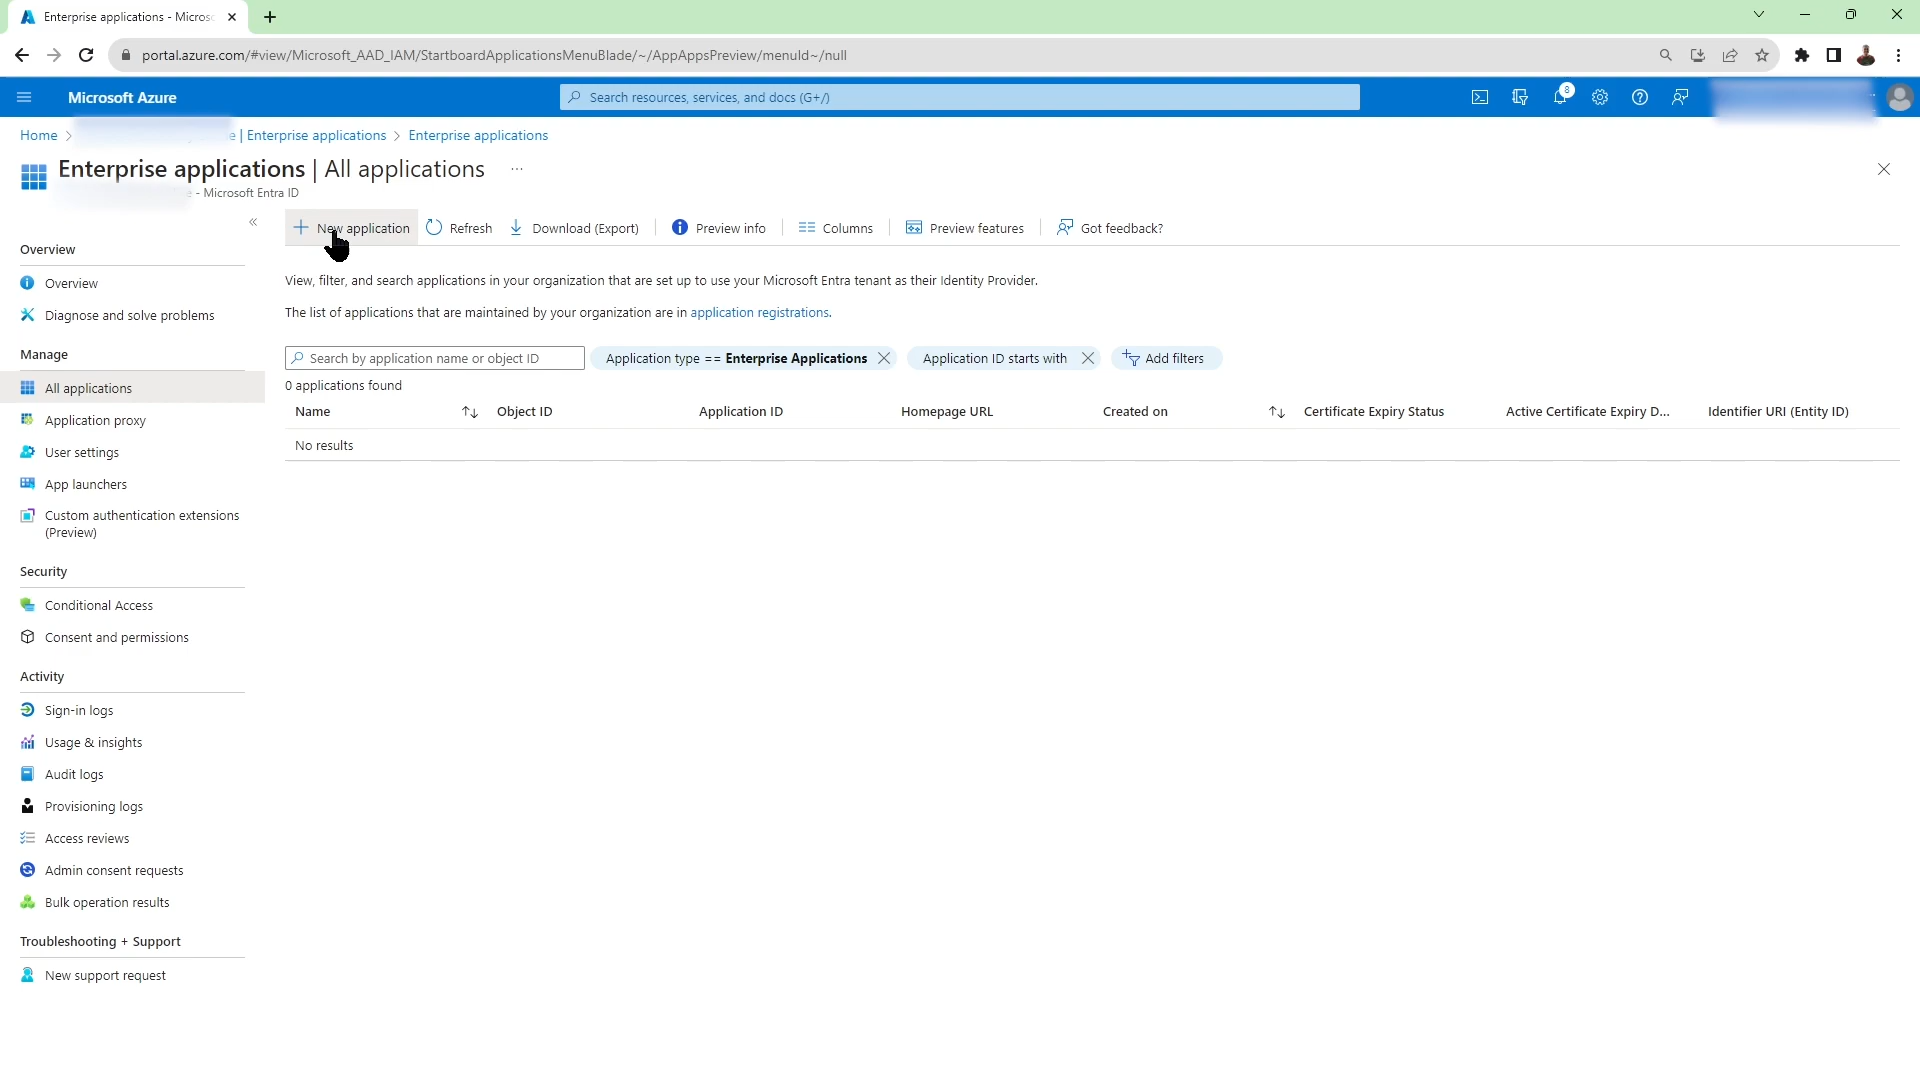 Enterprise applications - Micros
portal.azure.com/#view/Microsoft_AAD_IAM/StartboardApplicationsMenuBlade/~/AppAppsPreview/menuId~/null
Microsoft Azure
Search resources, services, and docs (G+/)
8
Home > e | Enterprise applications > Enterprise applications
Enterprise applications | All applications ...
e - Microsoft Entra ID
«
New application
Refresh
Download (Export)
Preview info
Columns
Preview features
Got feedback?
Overview
Overview
Diagnose and solve problems
Manage
All applications
Application proxy
User settings
App launchers
Custom authentication extensions
(Preview)
Security
Conditional Access
Consent and permissions
Activity
Sign-in logs
Usage & insights
Audit logs
Provisioning logs
Access reviews
Admin consent requests
Bulk operation results
Troubleshooting + Support
New support request
View, filter, and search applications in your organization that are set up to use your Microsoft Entra tenant as their Identity Provider.
The list of applications that are maintained by your organization are in application registrations.
Search by application name or object ID
Application type == Enterprise Applications
Application ID starts with
Add filters
0 applications found
Name Object ID Application ID Homepage URL Created on Certificate Expiry Status Active Certificate Expiry D... Identifier URI (Entity ID)
No results